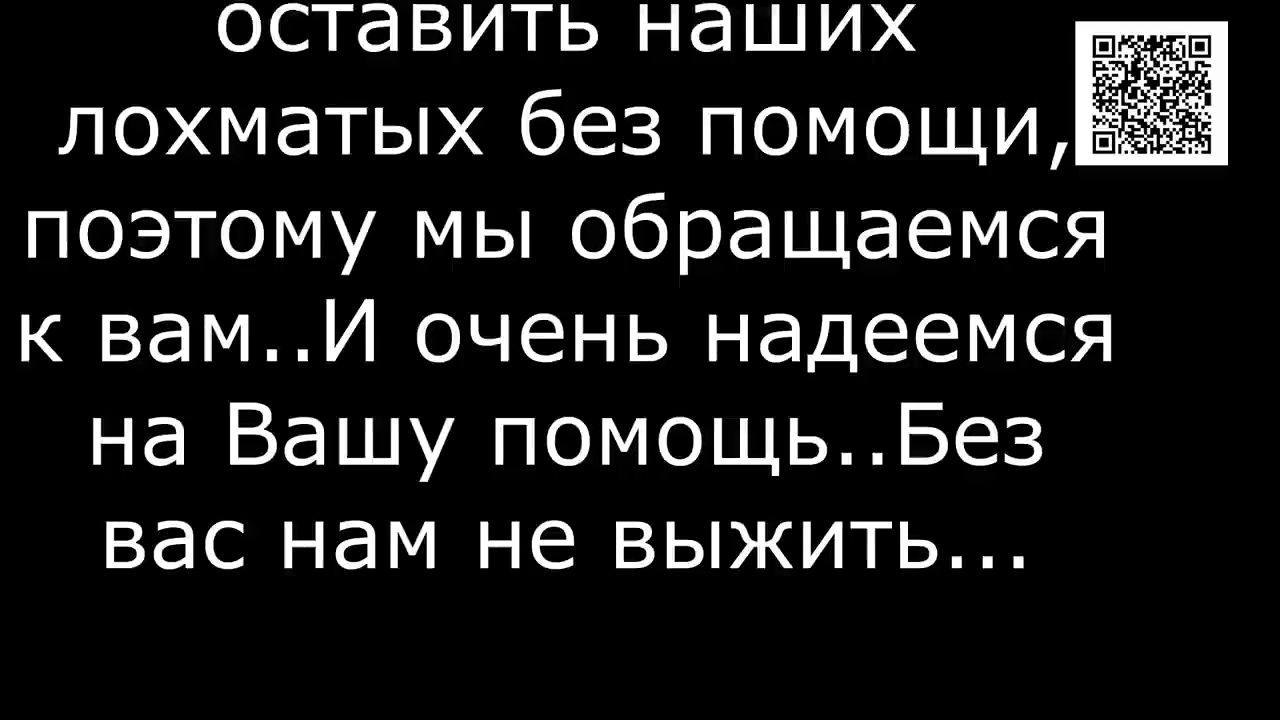 оставить наших
лохматых без помощи,
поэтому мы обращаемся
к вам..И очень надеемся
на Вашу помощь..Без
вас нам не выжить...